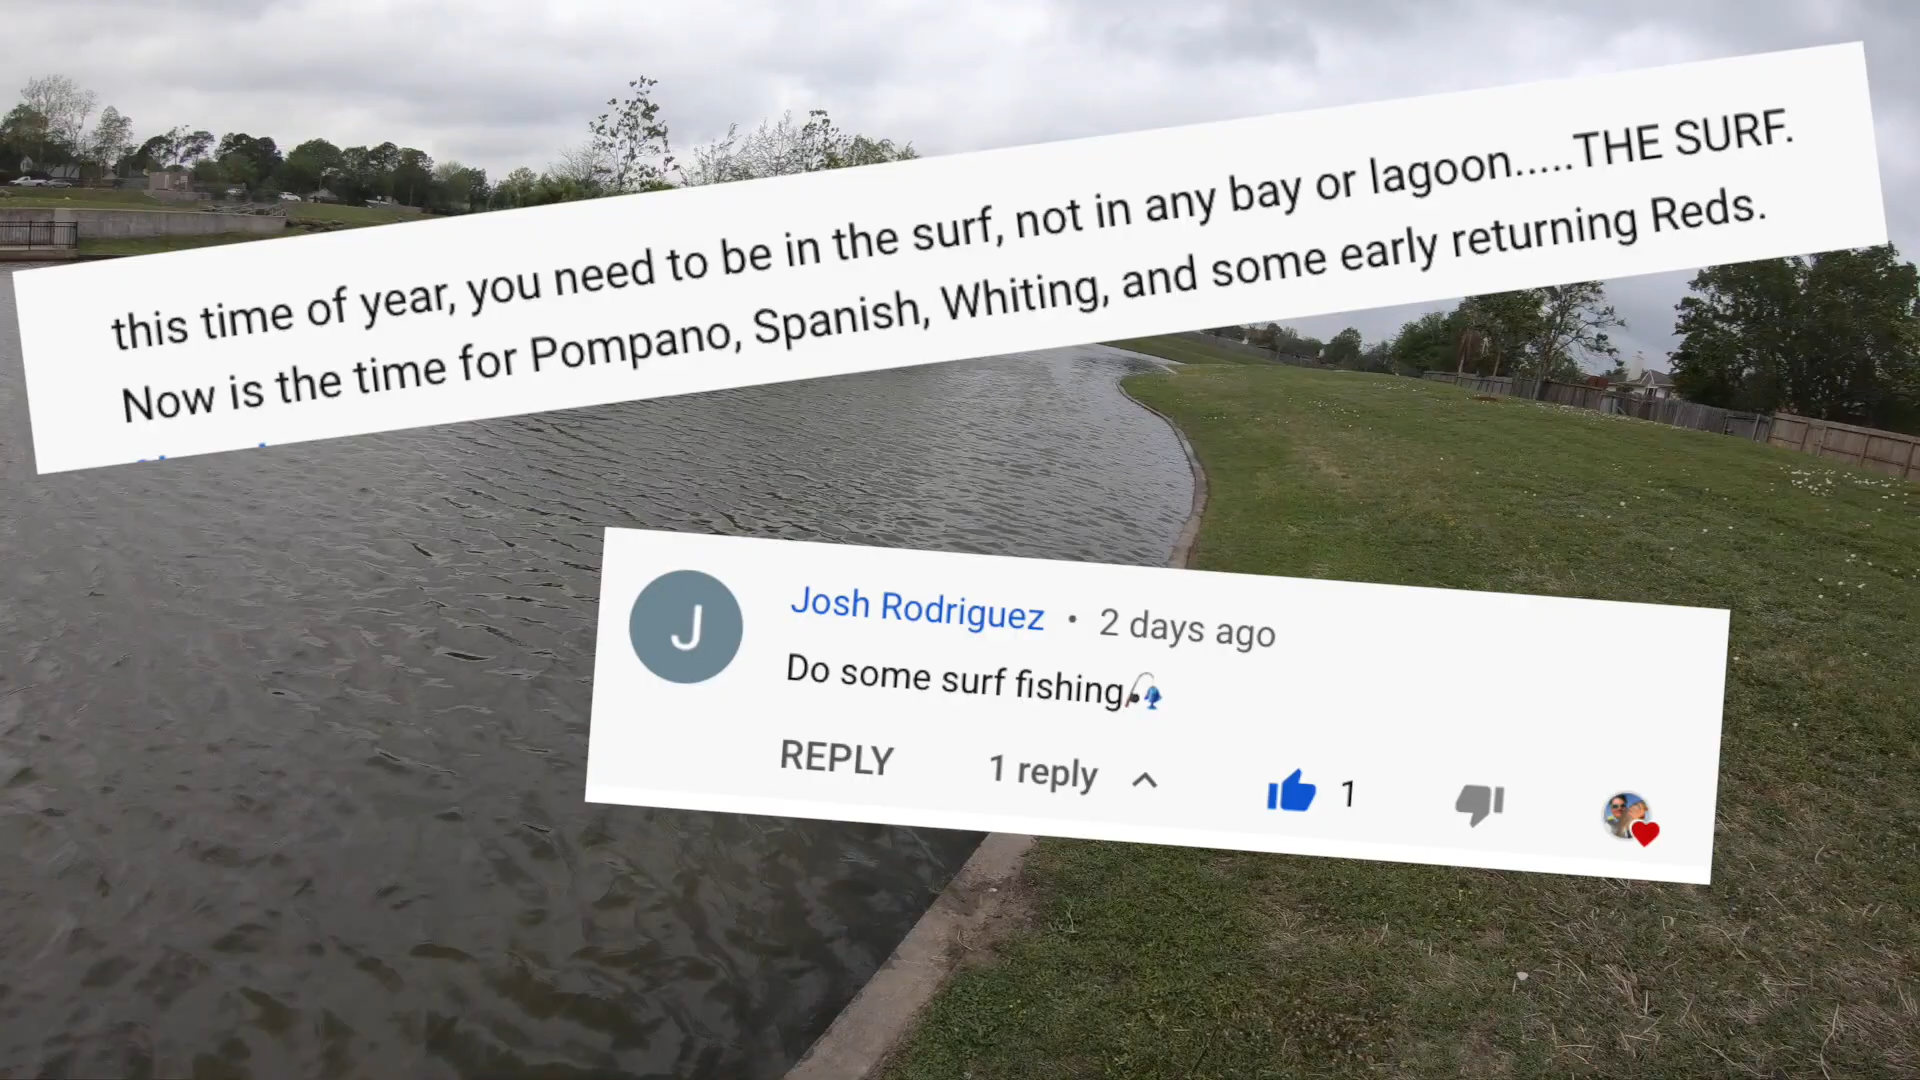 this time of year, you need to be in the surf, not in any bay or lagoon.....THE SURF.
Now is the time for Pompano, Spanish, Whiting, and some early returning Reds.
J
Josh Rodriguez • 2 days ago
Do some surf fishing🎣
REPLY 1 reply 1